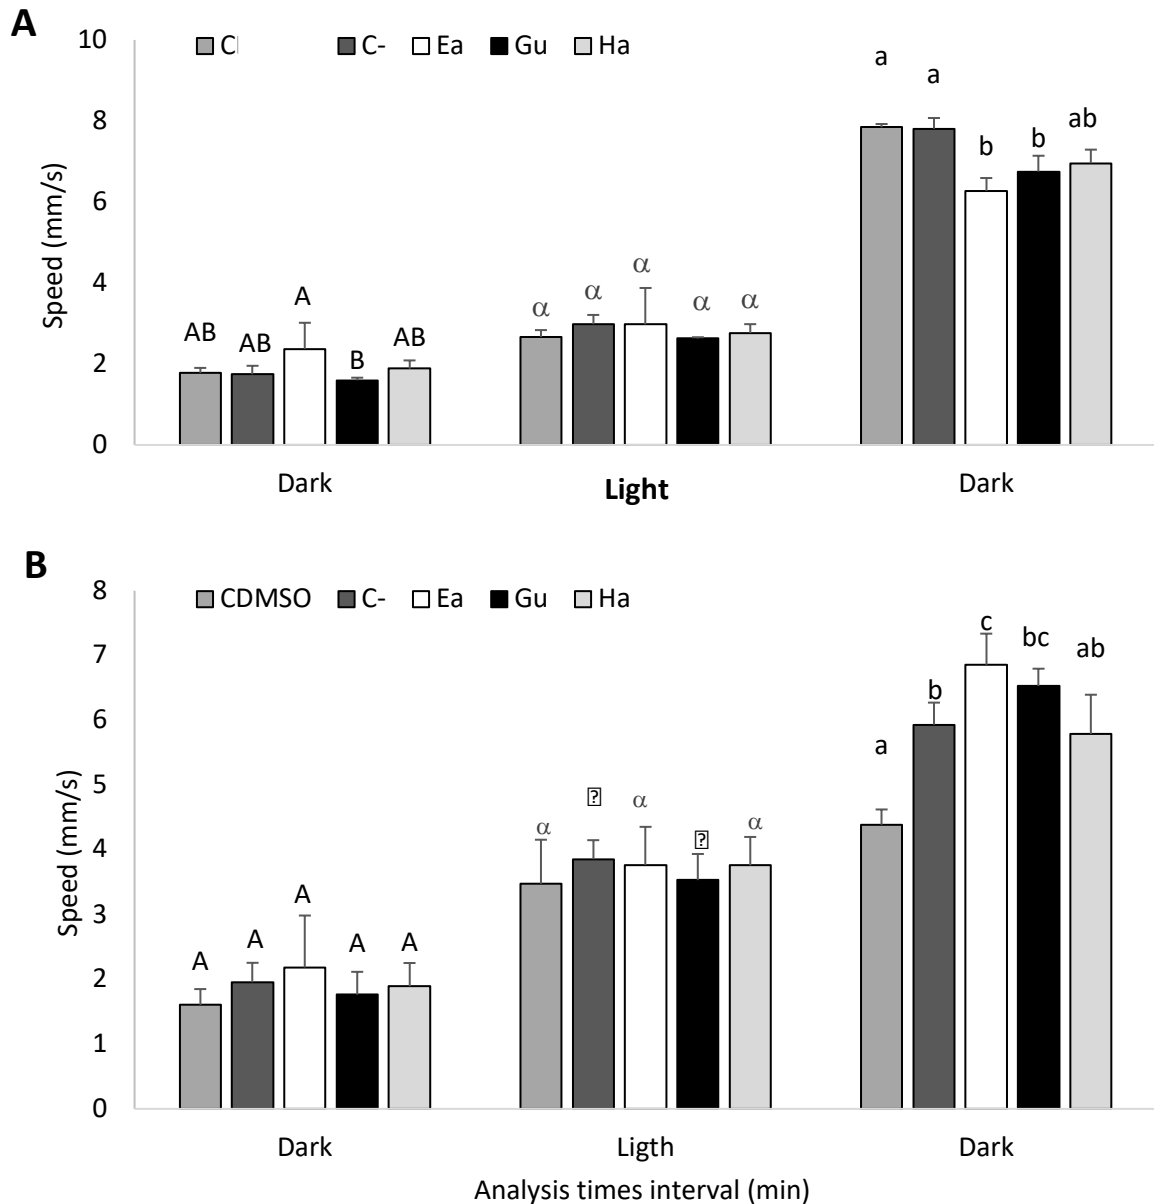 A
10 8 6 4 2 0
Speed (mm/s)
C- Ea Gu Ha
AB AB A B AB
α α α α α
a a b b ab
Dark Light Dark
B
8 7 6 5 4 3 2 1 0
Speed (mm/s)
CDMSO C- Ea Gu Ha
A A A A A
α α α
a b c bc ab
Dark Ligth Dark
Analysis times interval (min)